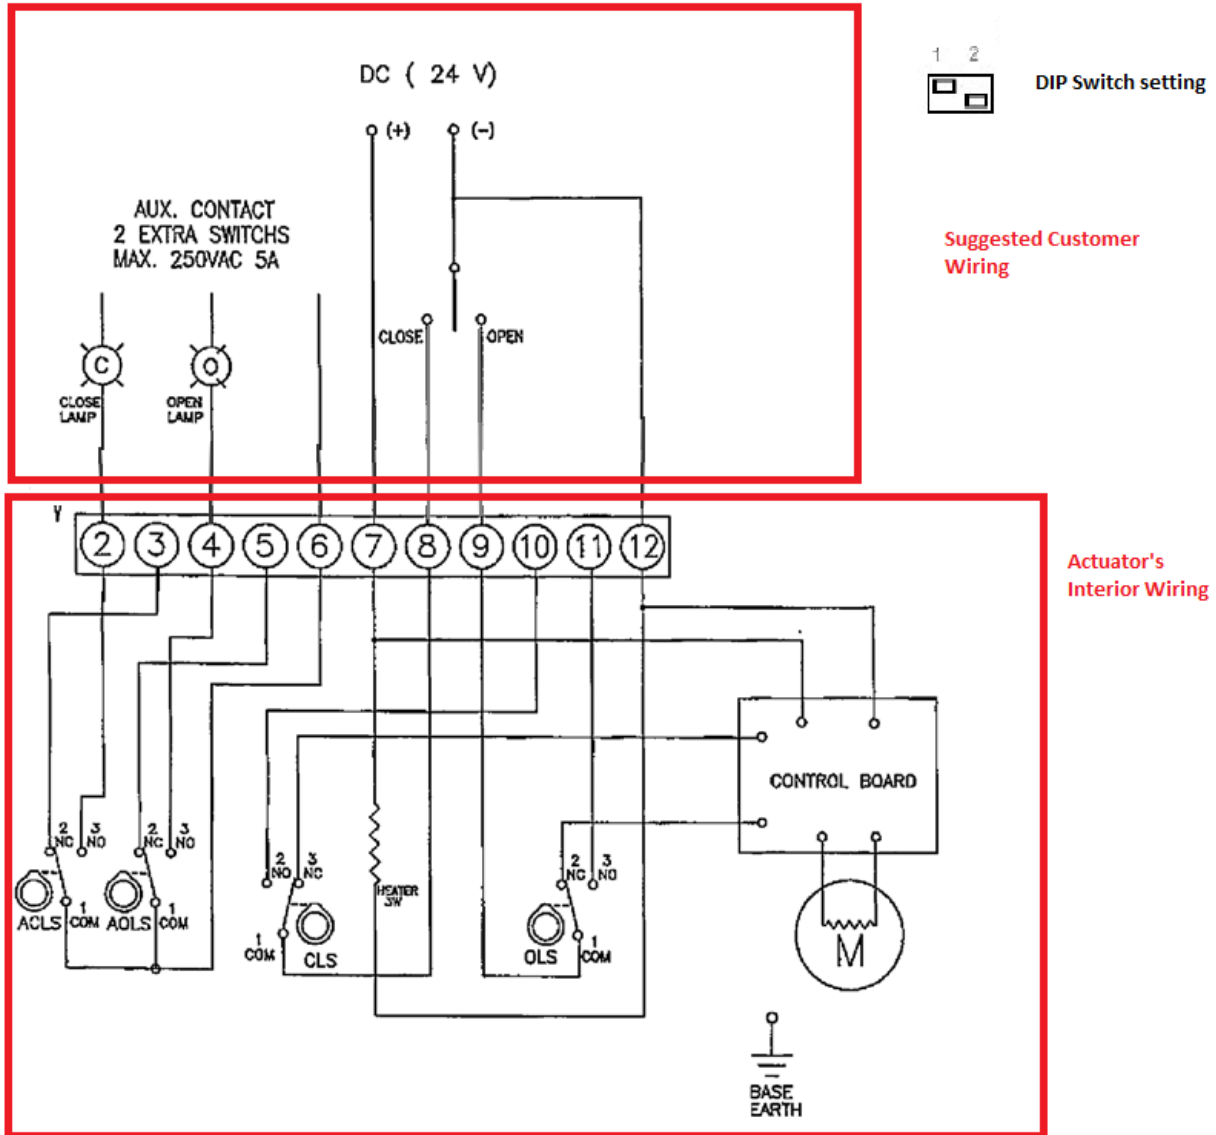 DC ( 24 V)
(+)
(-)
1 2
DIP Switch setting
AUX. CONTACT
2 EXTRA SWITCHS
MAX. 250VAC 5A
Suggested Customer
Wiring
CLOSE
OPEN
C
O
CLOSE
LAMP
OPEN
LAMP
2 3 4 5 6 7 8 9 10 11 12
Actuator's
Interior Wiring
CONTROL BOARD
2
NC
3
NO
2
NC
3
NO
2
NO
3
NC
HEATER
3W
2
NC
3
NO
ACLS
1
COM
AOLS
1
COM
1
COM
CLS
OLS
1
COM
M
BASE
EARTH